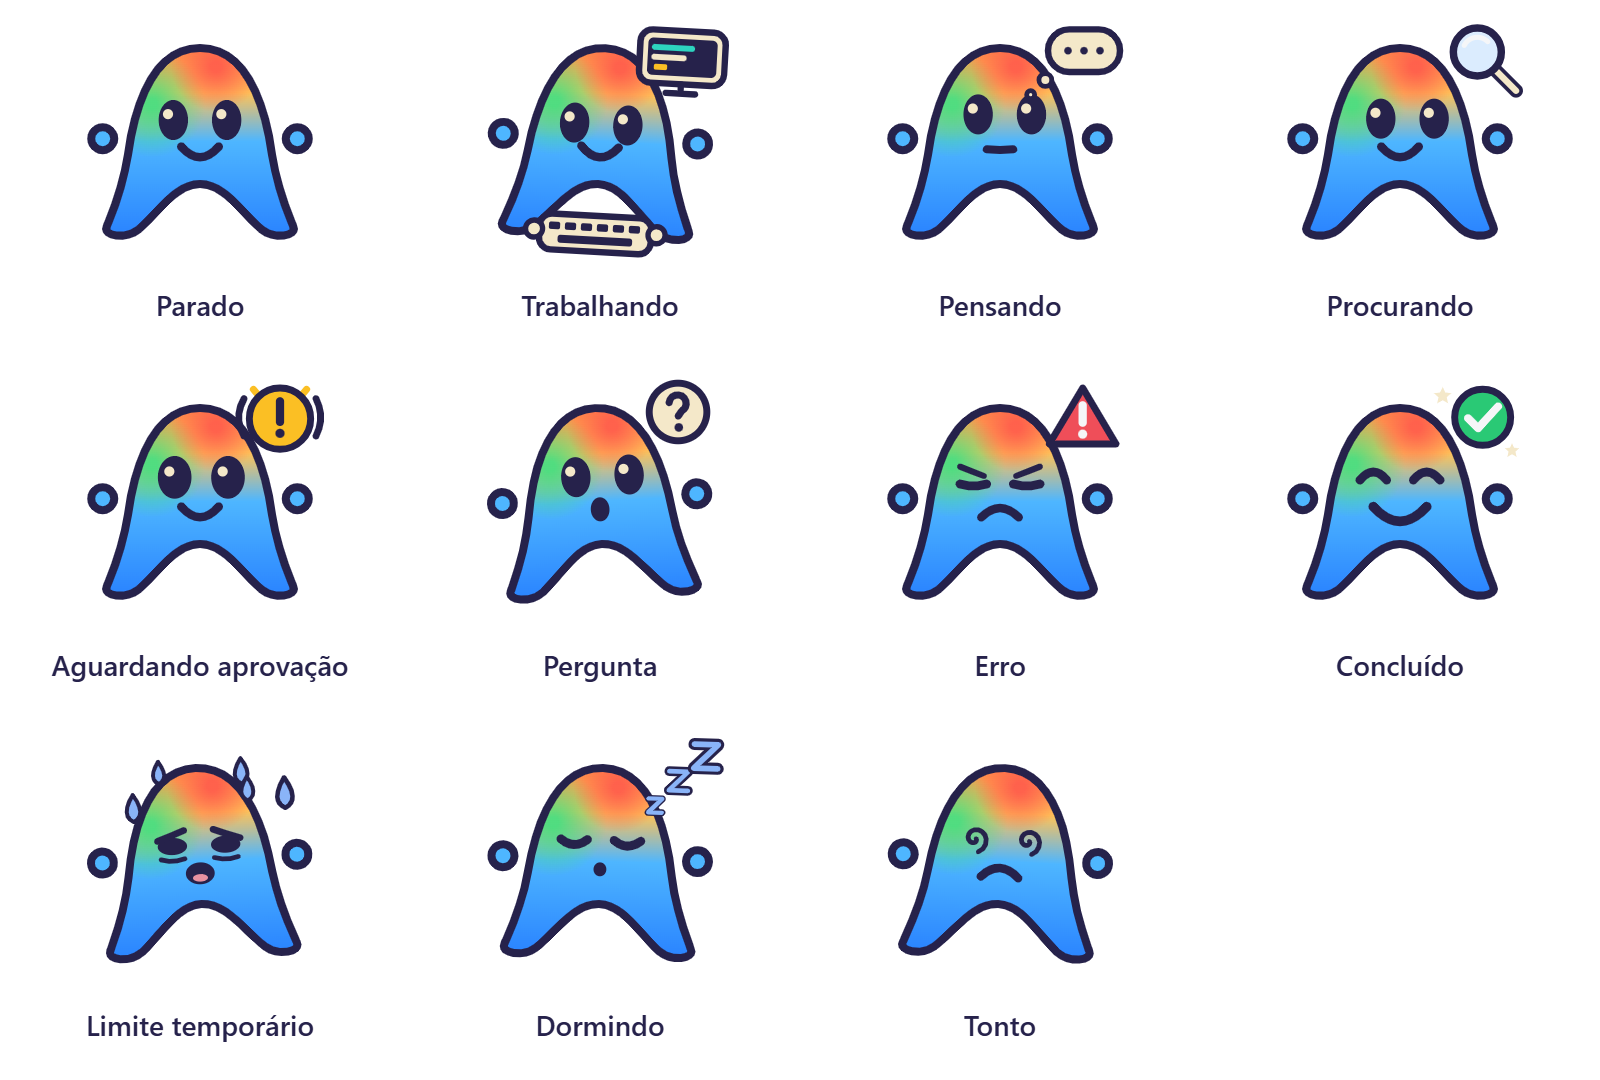 Parado
Trabalhando
Pensando
Procurando
Aguardando aprovação
Pergunta
Erro
Concluído
Limite temporário
Dormindo
Tonto